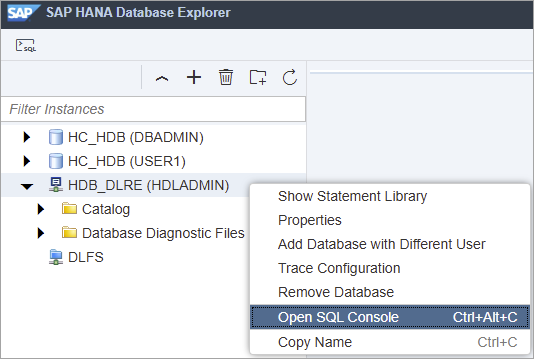 SAP SAP HANA Database Explorer
SQL
Filter Instances
HC_HDB (DBADMIN)
HC_HDB (USER1)
HDB_DLRE (HDLADMIN)
Catalog
Database Diagnostic Files
DLFS
Show Statement Library
Properties
Add Database with Different User
Trace Configuration
Remove Database
Open SQL Console Ctrl+Alt+C
Copy Name Ctrl+C